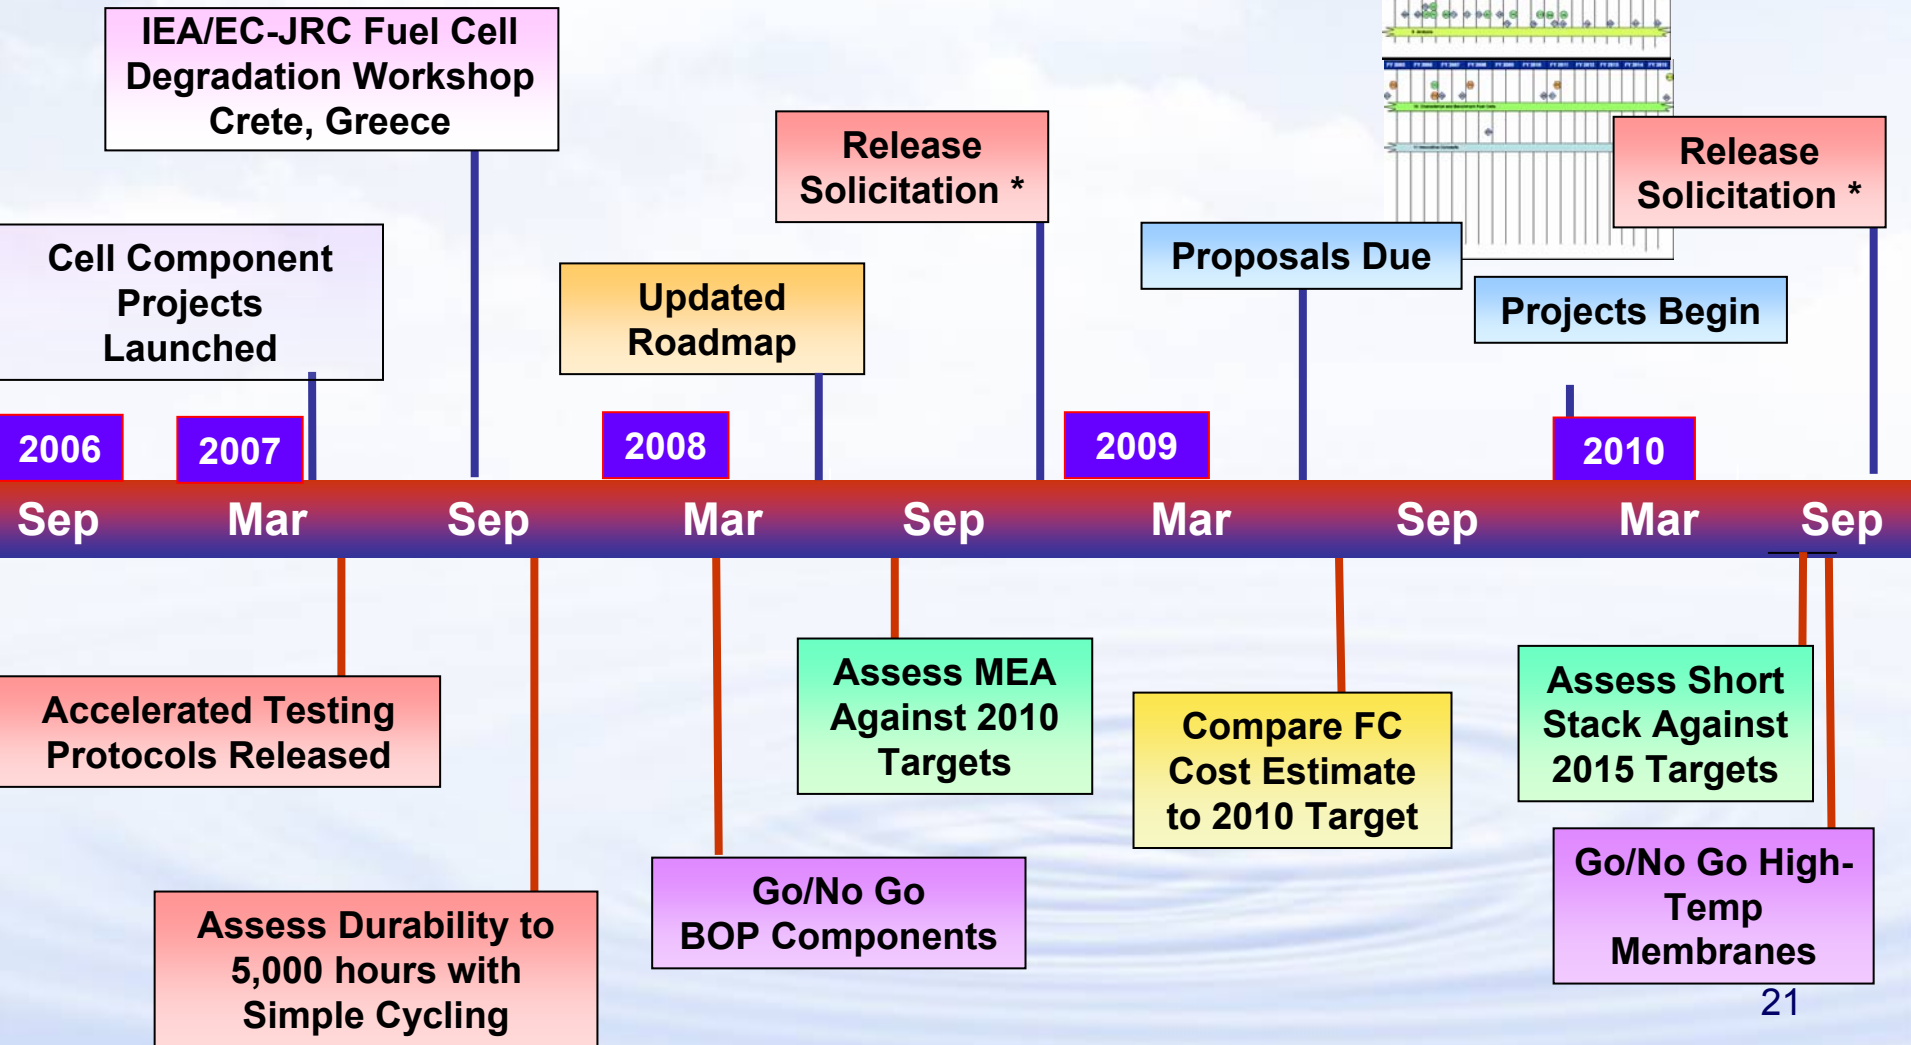 IEA/EC-JRC Fuel Cell
Degradation Workshop
Crete, Greece
Release
Solicitation *
Release
Solicitation *
Cell Component
Projects
Launched
Updated
Roadmap
Proposals Due
Projects Begin
2006
2007
2008
2009
2010
Sep
Mar
Sep
Mar
Sep
Mar
Sep
Mar
Sep
Accelerated Testing
Protocols Released
Assess MEA
Against 2010
Targets
Compare FC
Cost Estimate
to 2010 Target
Assess Short
Stack Against
2015 Targets
Assess Durability to
5,000 hours with
Simple Cycling
Go/No Go
BOP Components
Go/No Go High-
Temp
Membranes
21